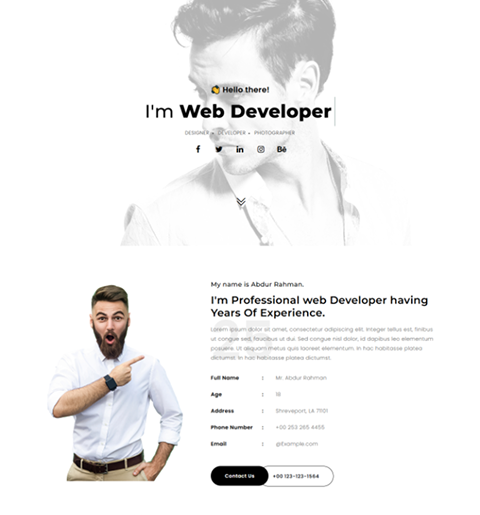 Hello there!
I'm Web Developer
DESIGNER • DEVELOPER • PHOTOGRAPHER
f in Bē
My name is Abdur Rahman.
I'm Professional web Developer having
Years Of Experience.
Lorem ipsum dolor sit amet, consectetur adipiscing elit. Integer tellus est, finibus
ut congue sed, faucibus ut dui. Sed congue nisl dolor, id dapibus leo elementum
posuere. Ut aliquam metus quis laoreet elementum. In hac habitasse platea
dictumst. In hac habitasse platea dictumst.
Full Name : Mr. Abdur Rahman
Age : 18
Address : Shreveport, LA 71101
Phone Number : +00 253 265 4455
Email : @Example.com
Contact Us +00 123-123-1564